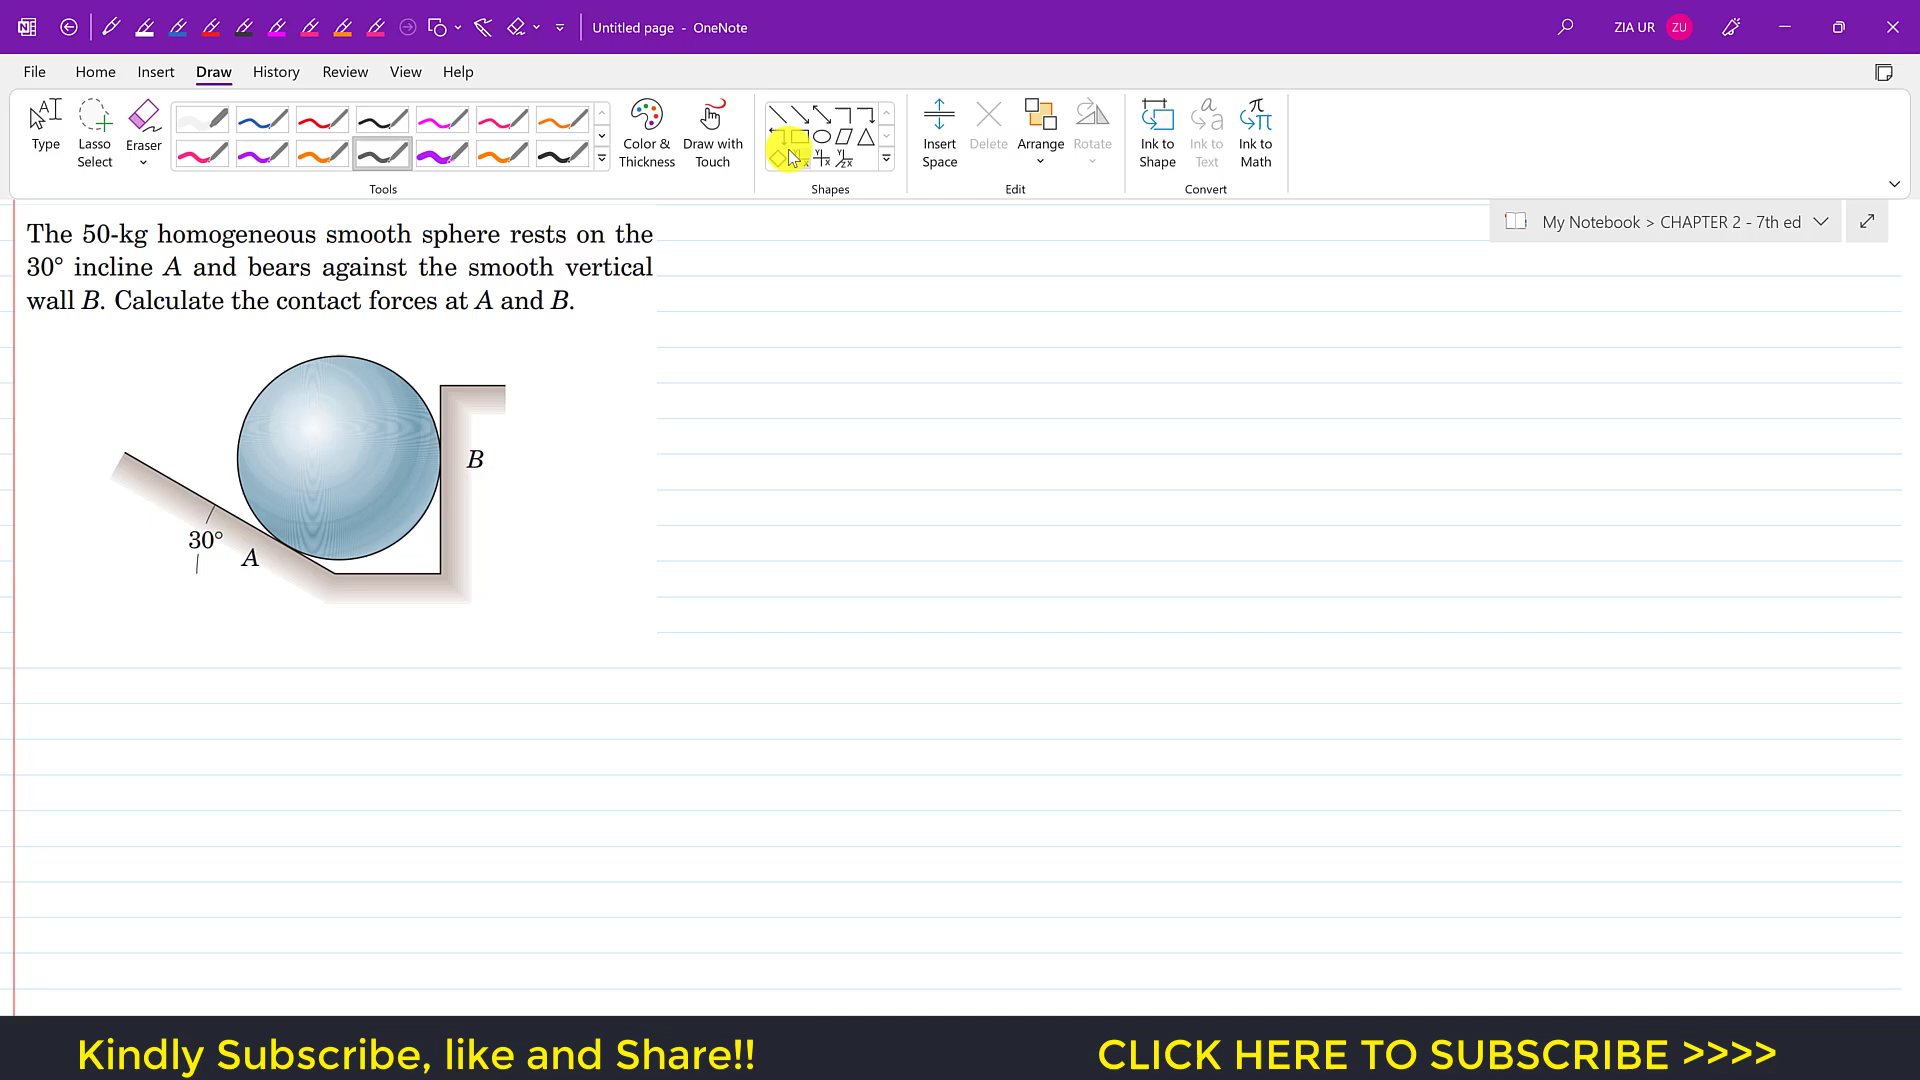 Untitled page - OneNote
ZIA UR
ZU
File
Home
Insert
Draw
History
Review
View
Help
Type
Lasso
Select
Eraser
Color &
Thickness
Draw with
Touch
Insert
Space
Delete
Arrange
Rotate
Ink to
Shape
Ink to
Text
Ink to
Math
Tools
Shapes
Edit
Convert
My Notebook > CHAPTER 2 - 7th ed
The 50-kg homogeneous smooth sphere rests on the
30° incline A and bears against the smooth vertical
wall B. Calculate the contact forces at A and B.
B
30°
A
Kindly Subscribe, like and Share!!
CLICK HERE TO SUBSCRIBE >>>>